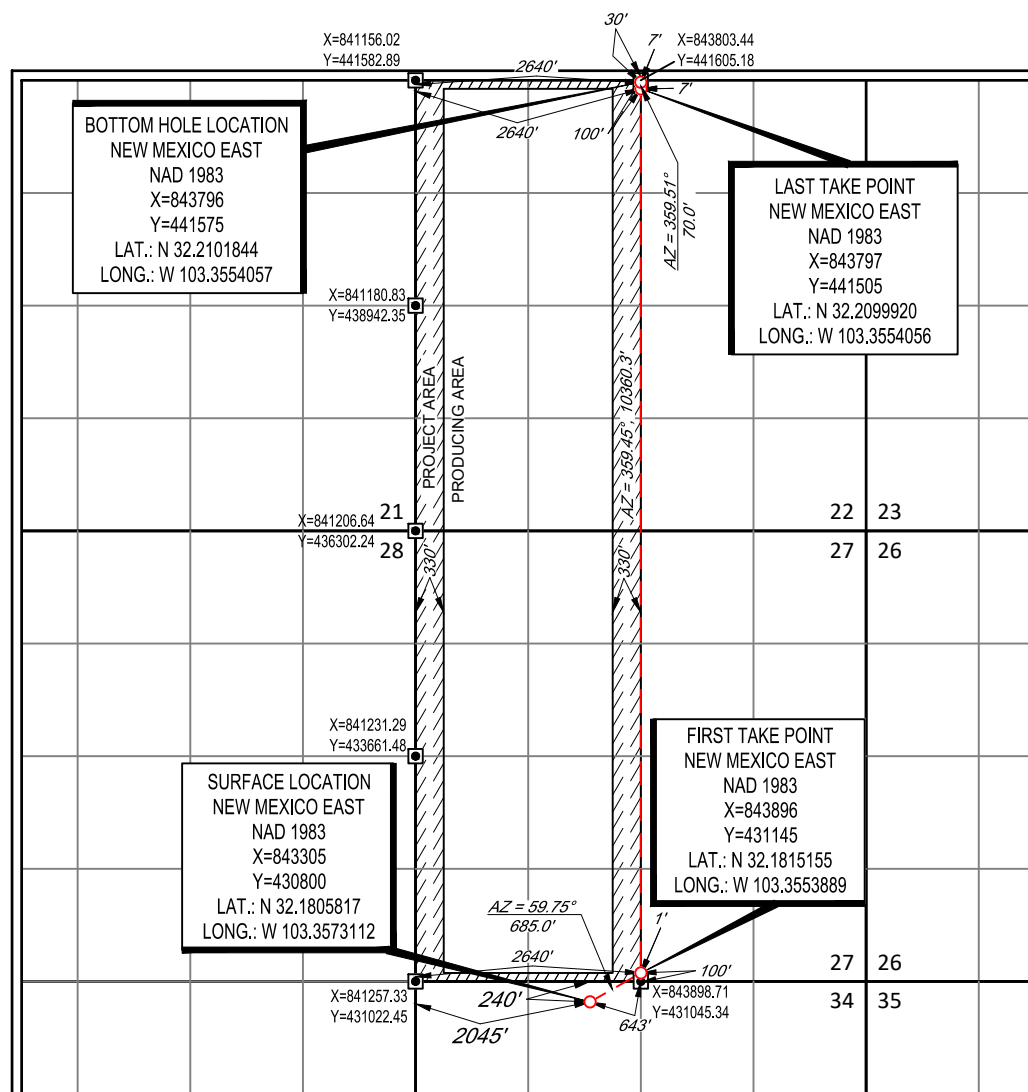 30'
7'
X=841156.02
Y=441582.89
X=843803.44
Y=441605.18
2640'
7'
2640'
100'
BOTTOM HOLE LOCATION
NEW MEXICO EAST
NAD 1983
X=843796
Y=441575
LAT.: N 32.2101844
LONG.: W 103.3554057
LAST TAKE POINT
NEW MEXICO EAST
NAD 1983
X=843797
Y=441505
LAT.: N 32.2099920
LONG.: W 103.3554056
AZ = 359.51°
70.0'
X=841180.83
Y=438942.35
PROJECT AREA
PRODUCING AREA
AZ = 359.45°, 10360.3'
X=841206.64
Y=436302.24
21
28
22
23
27
26
330'
330'
X=841231.29
Y=433661.48
FIRST TAKE POINT
NEW MEXICO EAST
NAD 1983
X=843896
Y=431145
LAT.: N 32.1815155
LONG.: W 103.3553889
SURFACE LOCATION
NEW MEXICO EAST
NAD 1983
X=843305
Y=430800
LAT.: N 32.1805817
LONG.: W 103.3573112
AZ = 59.75°
685.0'
1'
2640'
100'
27
26
34
35
X=841257.33
Y=431022.45
240'
2045'
643'
X=843898.71
Y=431045.34